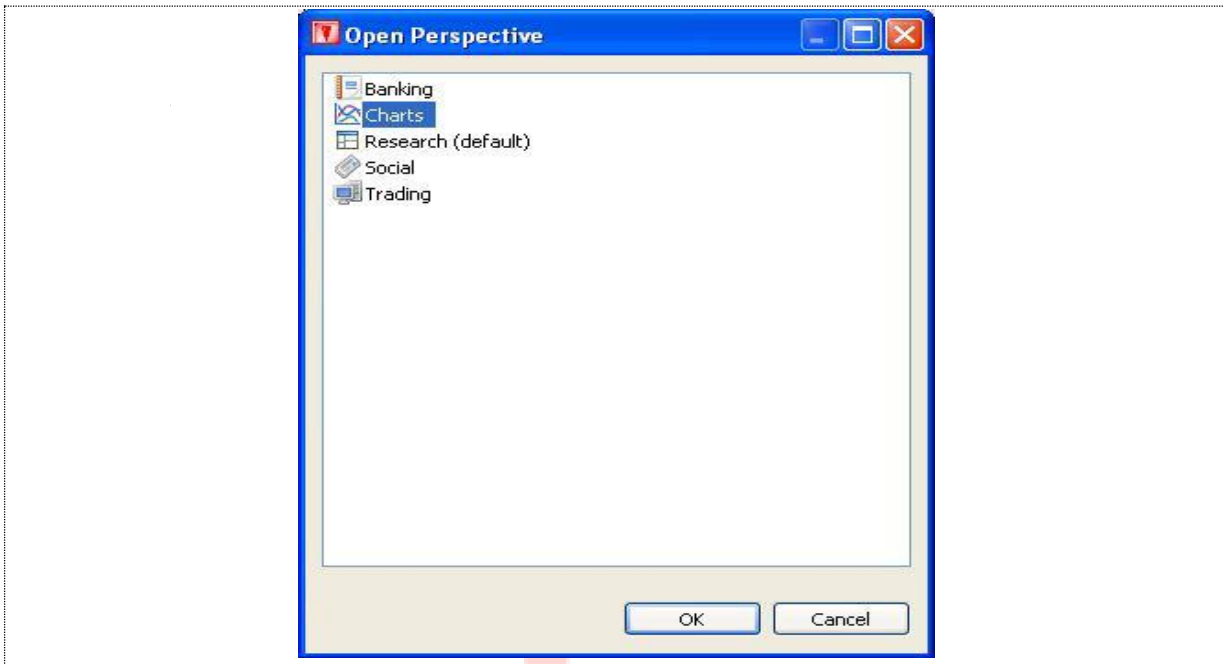 Open Perspective
Banking
Charts
Research (default)
Social
Trading
OK Cancel